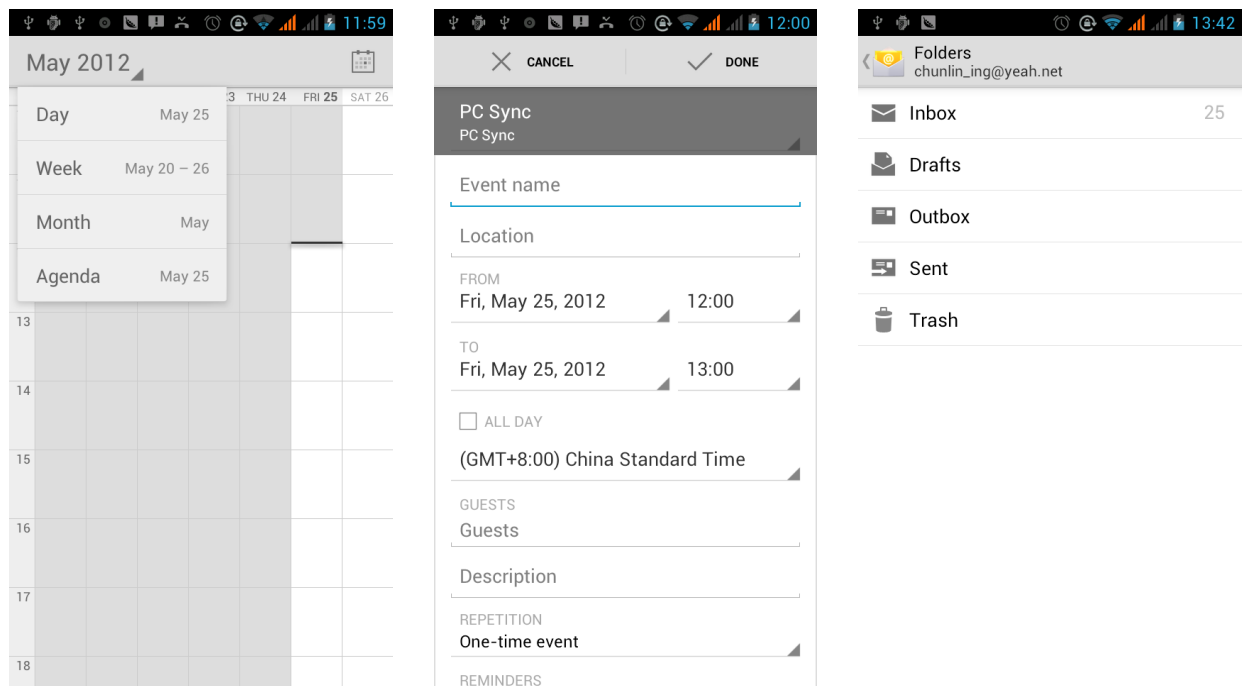 11:59
May 2012
3 THU 24 FRI 25 SAT 26
Day May 25
Week May 20 – 26
Month May
Agenda May 25
13
14
15
16
17
18
12:00
CANCEL DONE
PC Sync
PC Sync
Event name
Location
FROM
Fri, May 25, 2012 12:00
TO
Fri, May 25, 2012 13:00
ALL DAY
(GMT+8:00) China Standard Time
GUESTS
Guests
Description
REPETITION
One-time event
REMINDERS
13:42
Folders
chunlin_ing@yeah.net
Inbox 25
Drafts
Outbox
Sent
Trash